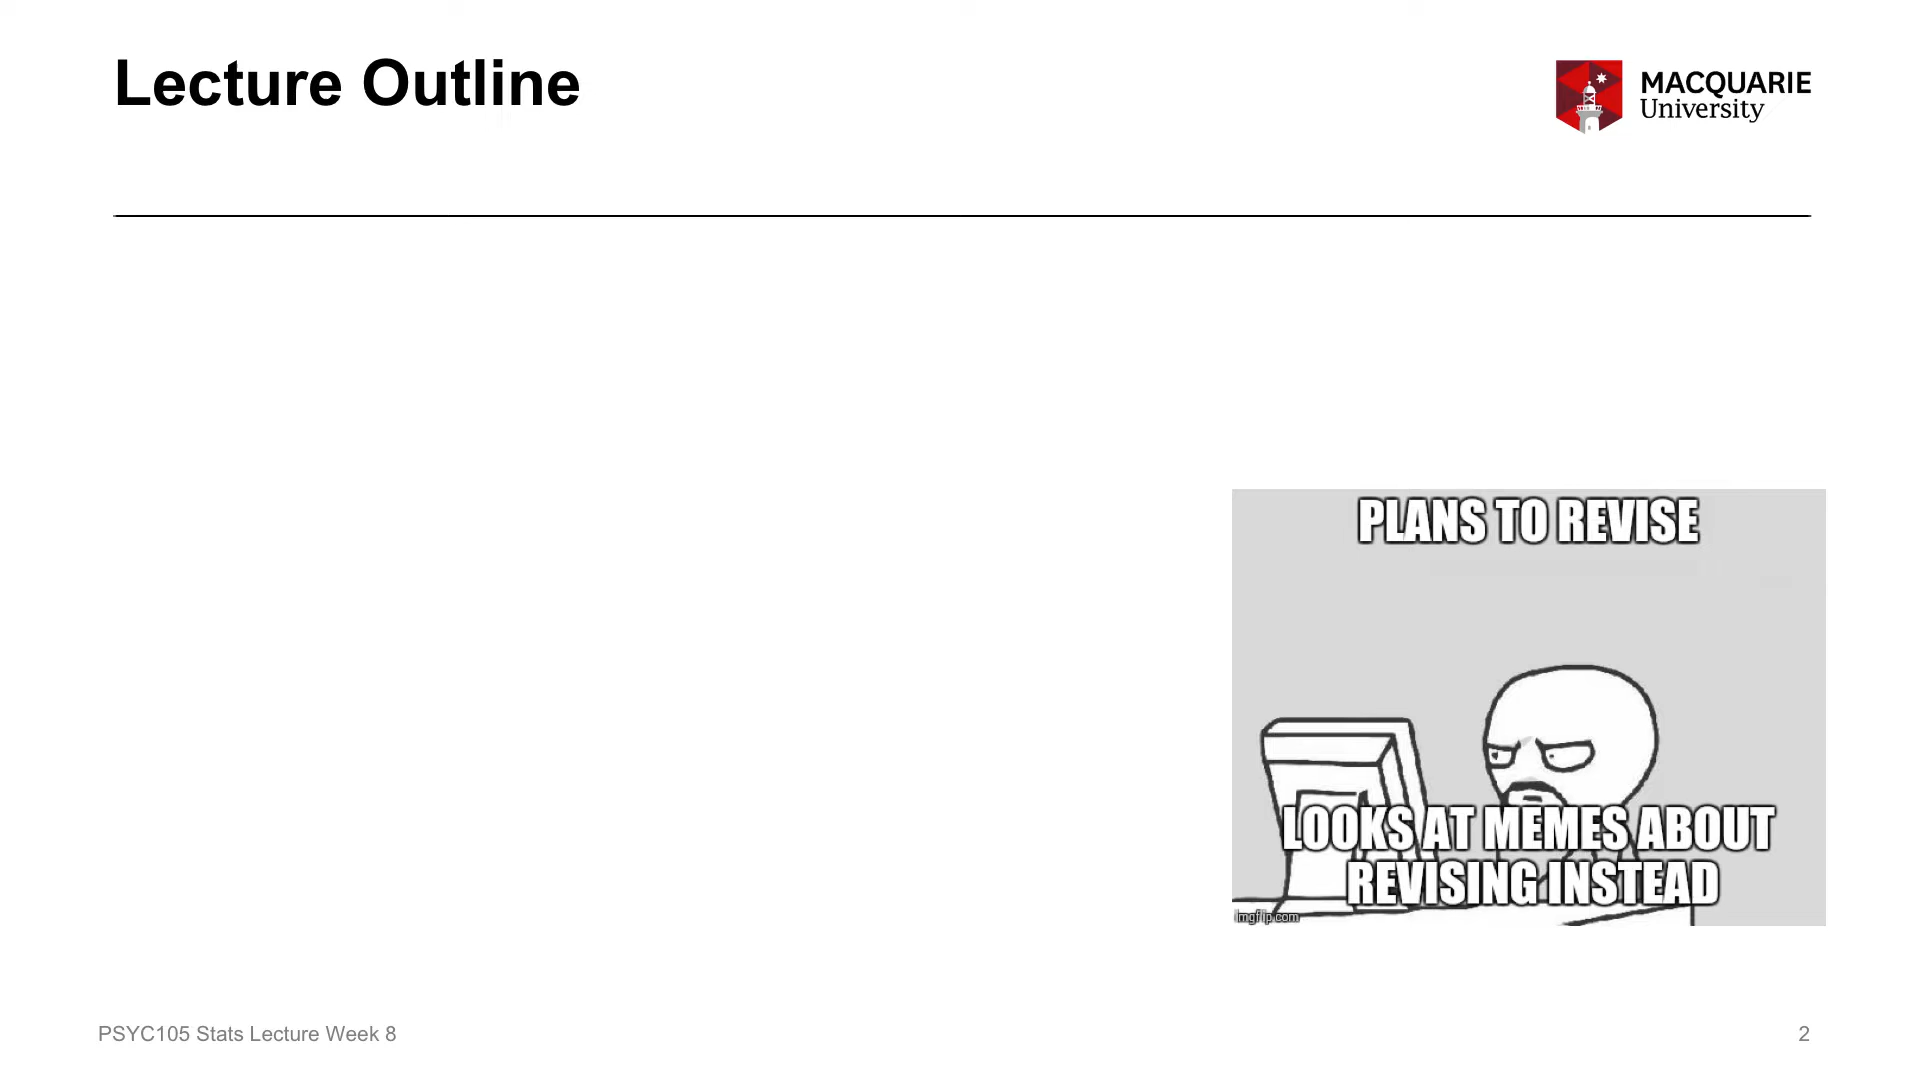 Lecture Outline
MACQUARIE
University
PLANS TO REVISE
LOOKS AT MEMES ABOUT
REVISING INSTEAD
imgflip.com
PSYC105 Stats Lecture Week 8
2